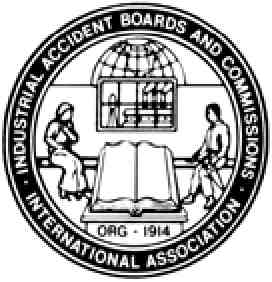 INDUSTRIAL ACCIDENT BOARDS AND COMMISSIONS
· INTERNATIONAL ASSOCIATION ·
ORG · 1914